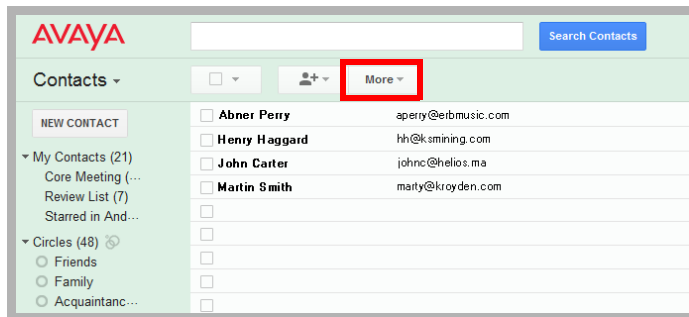 AVAYA
Search Contacts
Contacts
More
NEW CONTACT
My Contacts (21)
Core Meeting (···
Review List (7)
Starred in And···
Circles (48)
Friends
Family
Acquaintanc···
Abner Perry aperry@erbmusic.com
Henry Haggard hh@ksmining.com
John Carter johnc@helios.ma
Martin Smith marty@kroyden.com